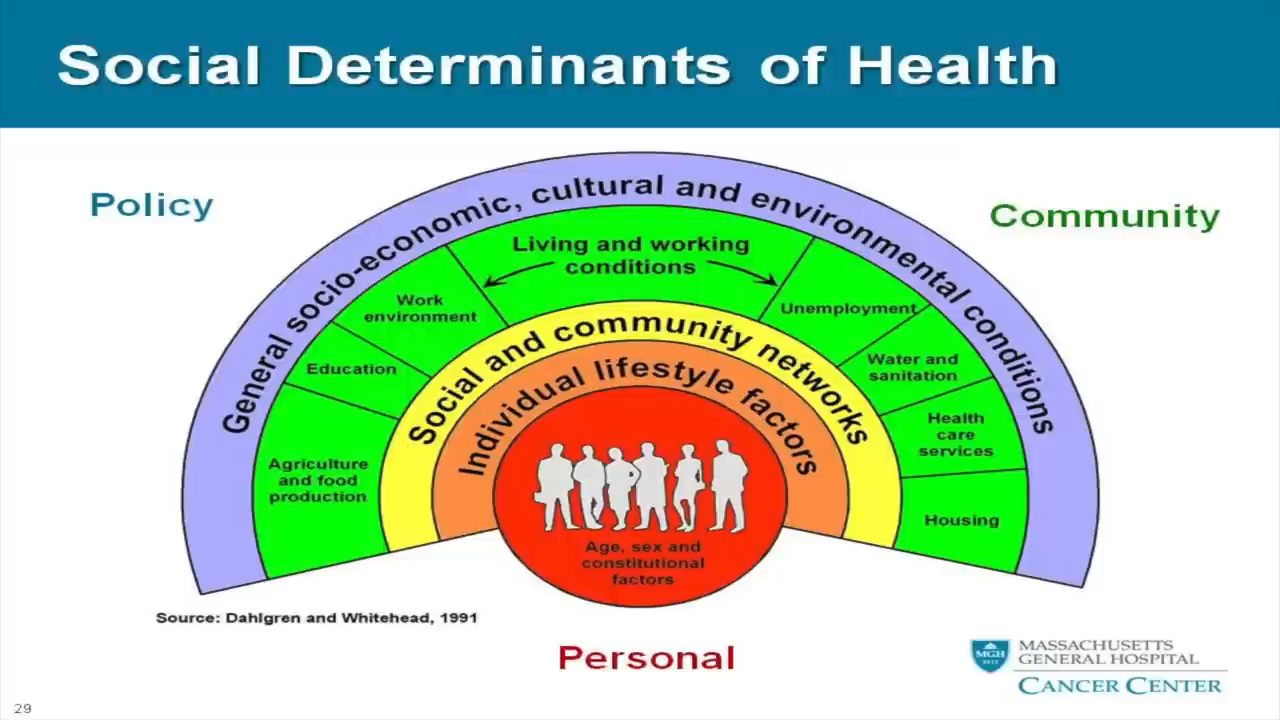 Social Determinants of Health
Policy
Community
General socio-economic, cultural and environmental conditions
Living and working
conditions
Work
environment
Education
Agriculture
and food
production
Unemployment
Water and
sanitation
Health
care
services
Housing
Social and community networks
Individual lifestyle factors
Age, sex and
constitutional
factors
Source: Dahlgren and Whitehead, 1991
Personal
MGH
1811
MASSACHUSETTS
GENERAL HOSPITAL
CANCER CENTER
29